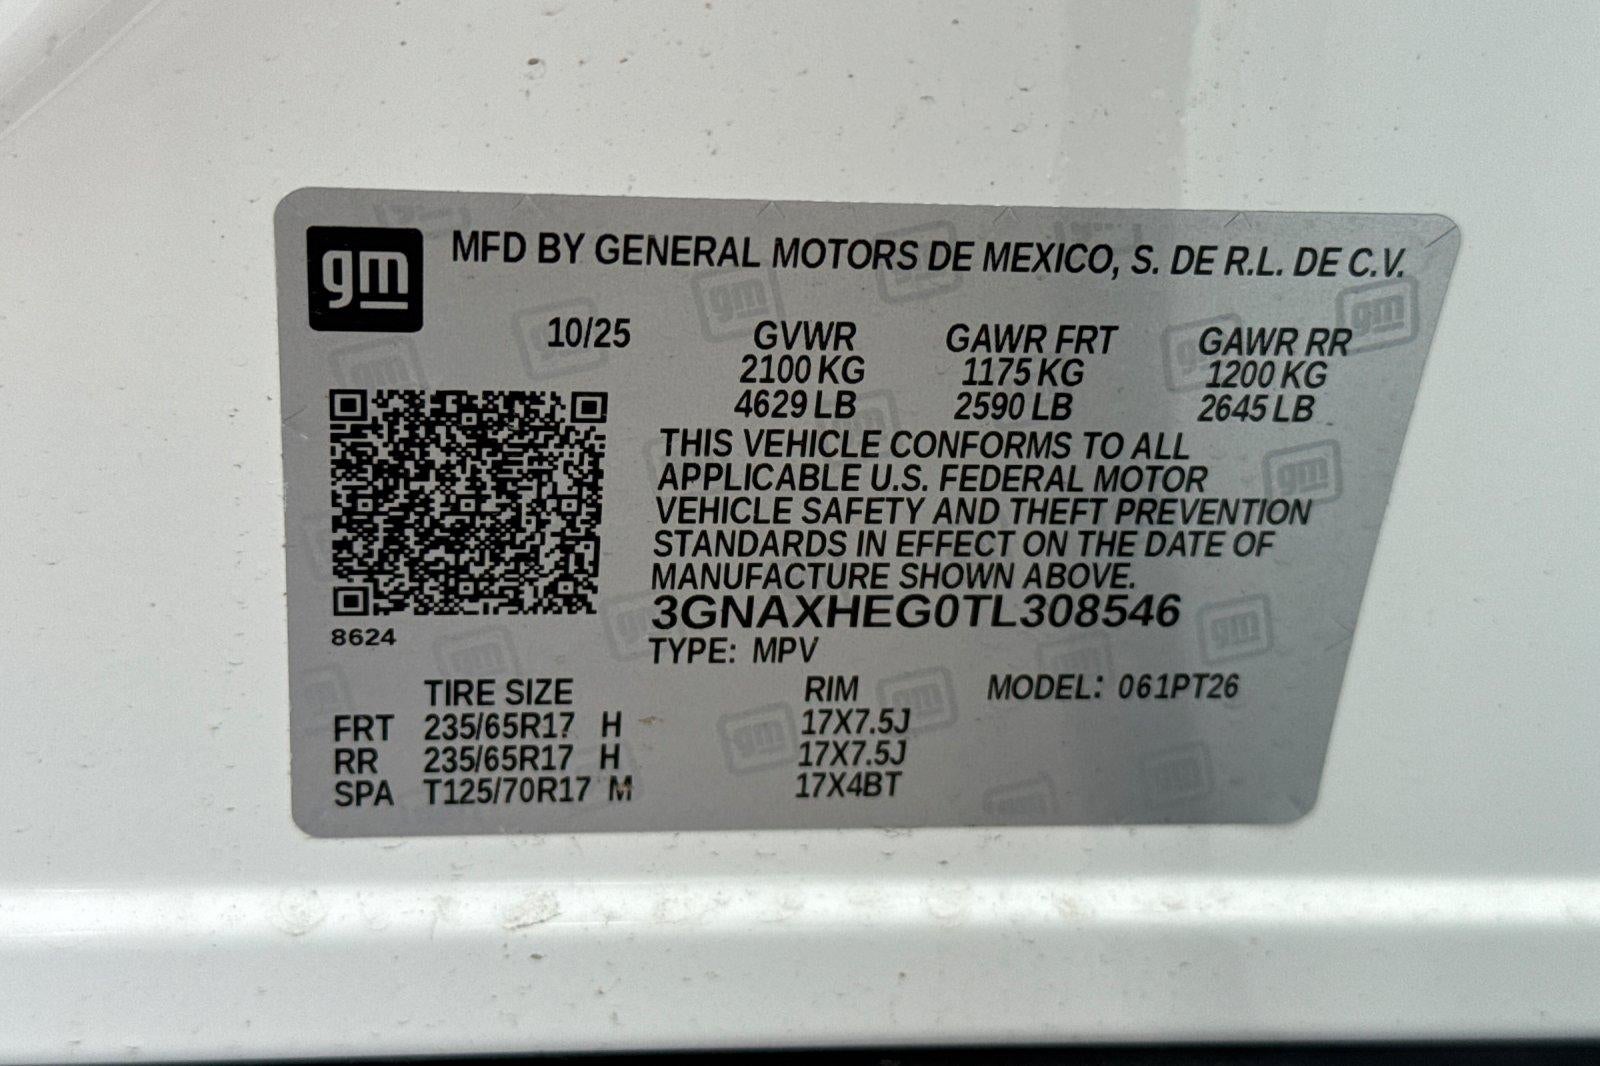 gm MFD BY GENERAL MOTORS DE MEXICO, S. DE R.L. DE C.V.
10/25 GVWR GAWR FRT GAWR RR
2100 KG 1175 KG 1200 KG
4629 LB 2590 LB 2645 LB
THIS VEHICLE CONFORMS TO ALL
APPLICABLE U.S. FEDERAL MOTOR
VEHICLE SAFETY AND THEFT PREVENTION
STANDARDS IN EFFECT ON THE DATE OF
MANUFACTURE SHOWN ABOVE.
3GNAXHEG0TL308546
8624
TYPE: MPV
TIRE SIZE RIM MODEL: 061PT26
FRT 235/65R17 H 17X7.5J
RR 235/65R17 H 17X7.5J
SPA T125/70R17 M 17X4BT